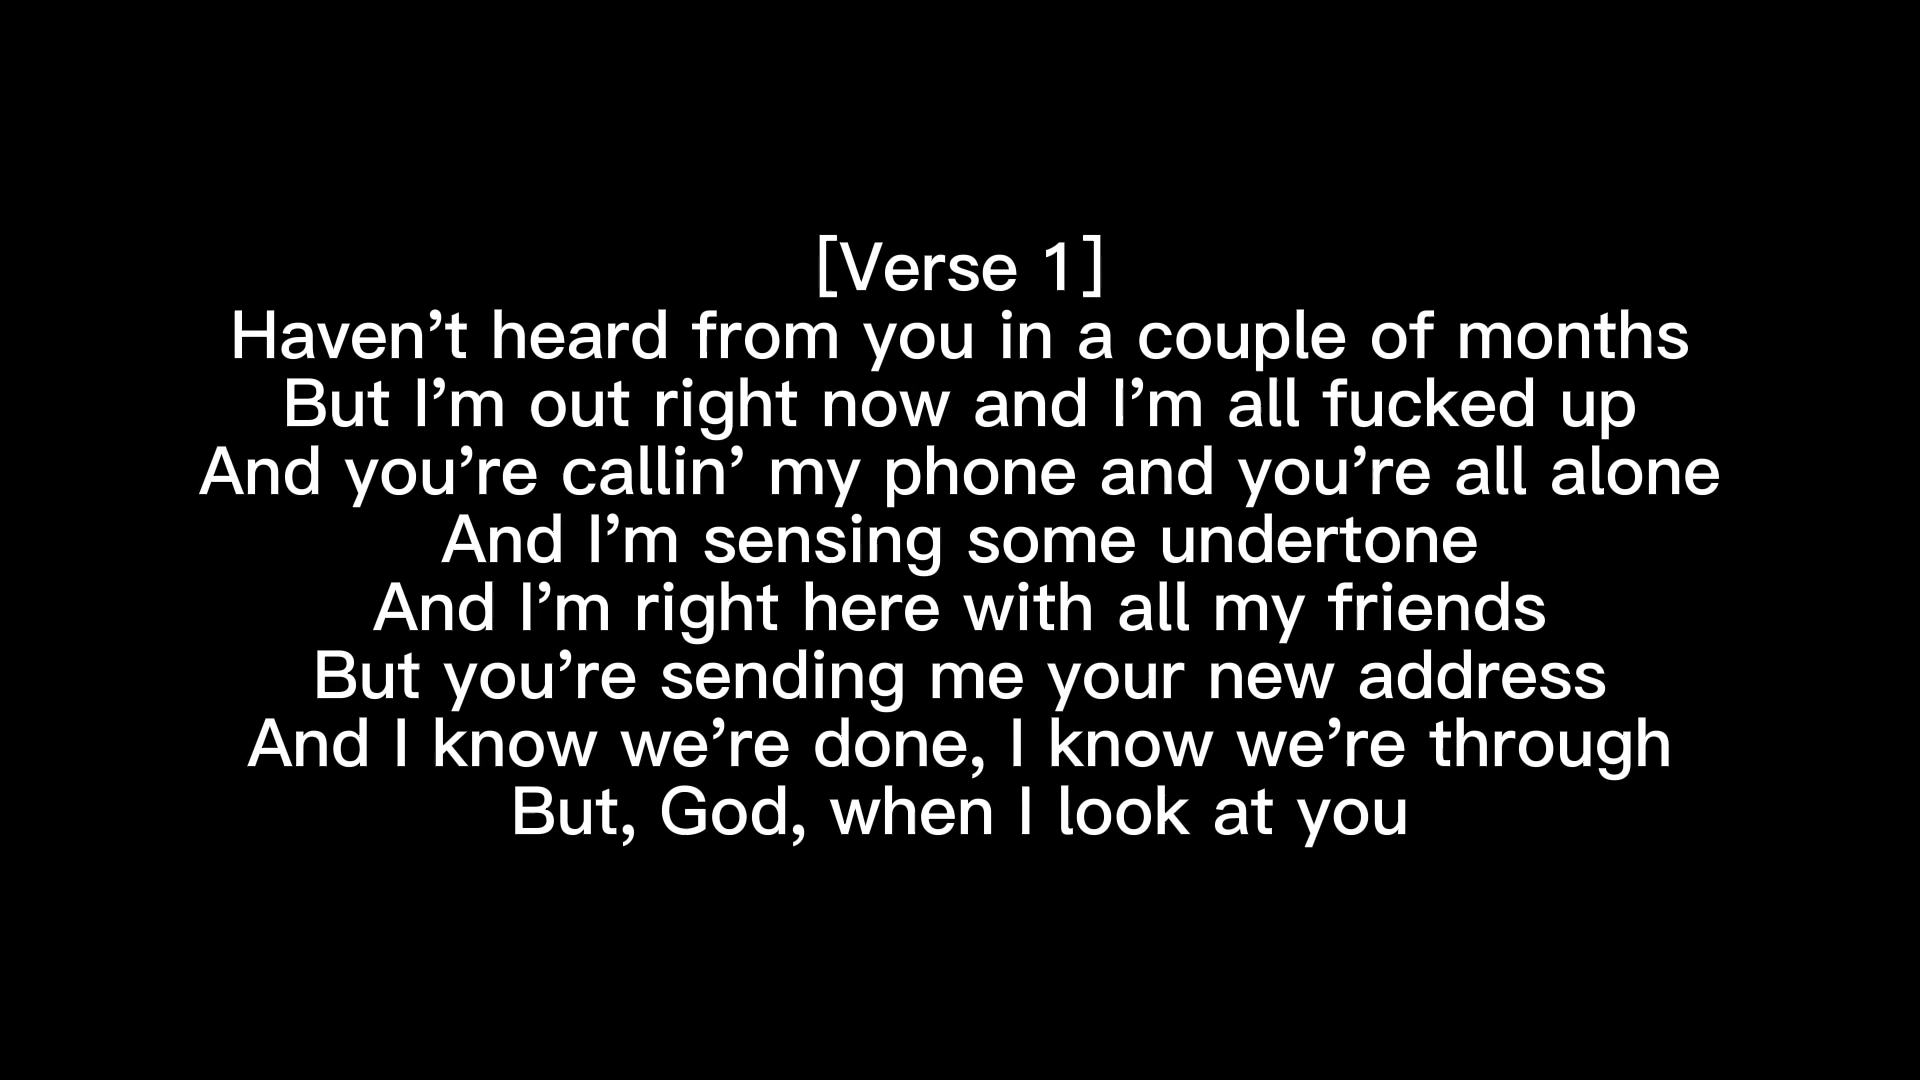 [Verse 1]
Haven’t heard from you in a couple of months
But I’m out right now and I’m all fucked up
And you’re callin’ my phone and you’re all alone
And I’m sensing some undertone
And I’m right here with all my friends
But you’re sending me your new address
And I know we’re done, I know we’re through
But, God, when I look at you